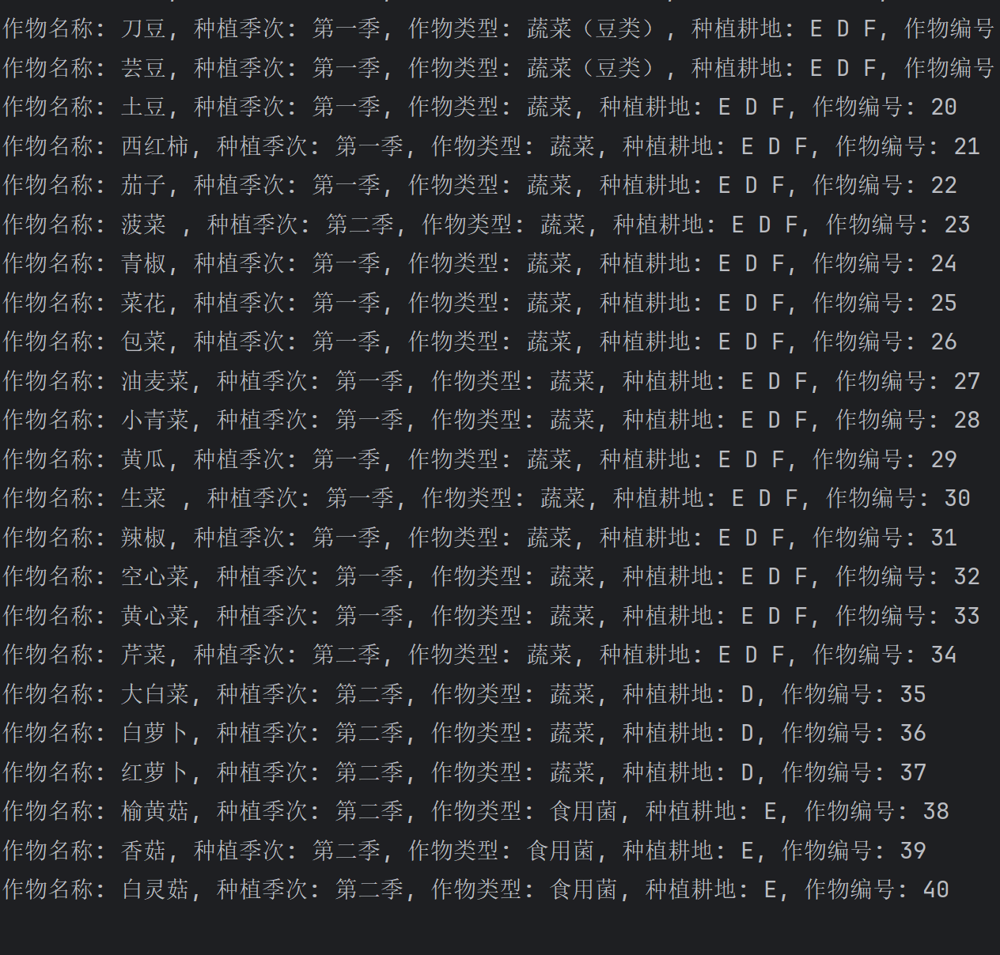 作物名称: 刀豆, 种植季次: 第一季, 作物类型: 蔬菜（豆类）, 种植耕地: E D F, 作物编号
作物名称: 芸豆, 种植季次: 第一季, 作物类型: 蔬菜（豆类）, 种植耕地: E D F, 作物编号
作物名称: 土豆, 种植季次: 第一季, 作物类型: 蔬菜, 种植耕地: E D F, 作物编号: 20
作物名称: 西红柿, 种植季次: 第一季, 作物类型: 蔬菜, 种植耕地: E D F, 作物编号: 21
作物名称: 茄子, 种植季次: 第一季, 作物类型: 蔬菜, 种植耕地: E D F, 作物编号: 22
作物名称: 菠菜 , 种植季次: 第二季, 作物类型: 蔬菜, 种植耕地: E D F, 作物编号: 23
作物名称: 青椒, 种植季次: 第一季, 作物类型: 蔬菜, 种植耕地: E D F, 作物编号: 24
作物名称: 菜花, 种植季次: 第一季, 作物类型: 蔬菜, 种植耕地: E D F, 作物编号: 25
作物名称: 包菜, 种植季次: 第一季, 作物类型: 蔬菜, 种植耕地: E D F, 作物编号: 26
作物名称: 油麦菜, 种植季次: 第一季, 作物类型: 蔬菜, 种植耕地: E D F, 作物编号: 27
作物名称: 小青菜, 种植季次: 第一季, 作物类型: 蔬菜, 种植耕地: E D F, 作物编号: 28
作物名称: 黄瓜, 种植季次: 第一季, 作物类型: 蔬菜, 种植耕地: E D F, 作物编号: 29
作物名称: 生菜 , 种植季次: 第一季, 作物类型: 蔬菜, 种植耕地: E D F, 作物编号: 30
作物名称: 辣椒, 种植季次: 第一季, 作物类型: 蔬菜, 种植耕地: E D F, 作物编号: 31
作物名称: 空心菜, 种植季次: 第一季, 作物类型: 蔬菜, 种植耕地: E D F, 作物编号: 32
作物名称: 黄心菜, 种植季次: 第一季, 作物类型: 蔬菜, 种植耕地: E D F, 作物编号: 33
作物名称: 芹菜, 种植季次: 第二季, 作物类型: 蔬菜, 种植耕地: E D F, 作物编号: 34
作物名称: 大白菜, 种植季次: 第二季, 作物类型: 蔬菜, 种植耕地: D, 作物编号: 35
作物名称: 白萝卜, 种植季次: 第二季, 作物类型: 蔬菜, 种植耕地: D, 作物编号: 36
作物名称: 红萝卜, 种植季次: 第二季, 作物类型: 蔬菜, 种植耕地: D, 作物编号: 37
作物名称: 榆黄菇, 种植季次: 第二季, 作物类型: 食用菌, 种植耕地: E, 作物编号: 38
作物名称: 香菇, 种植季次: 第二季, 作物类型: 食用菌, 种植耕地: E, 作物编号: 39
作物名称: 白灵菇, 种植季次: 第二季, 作物类型: 食用菌, 种植耕地: E, 作物编号: 40